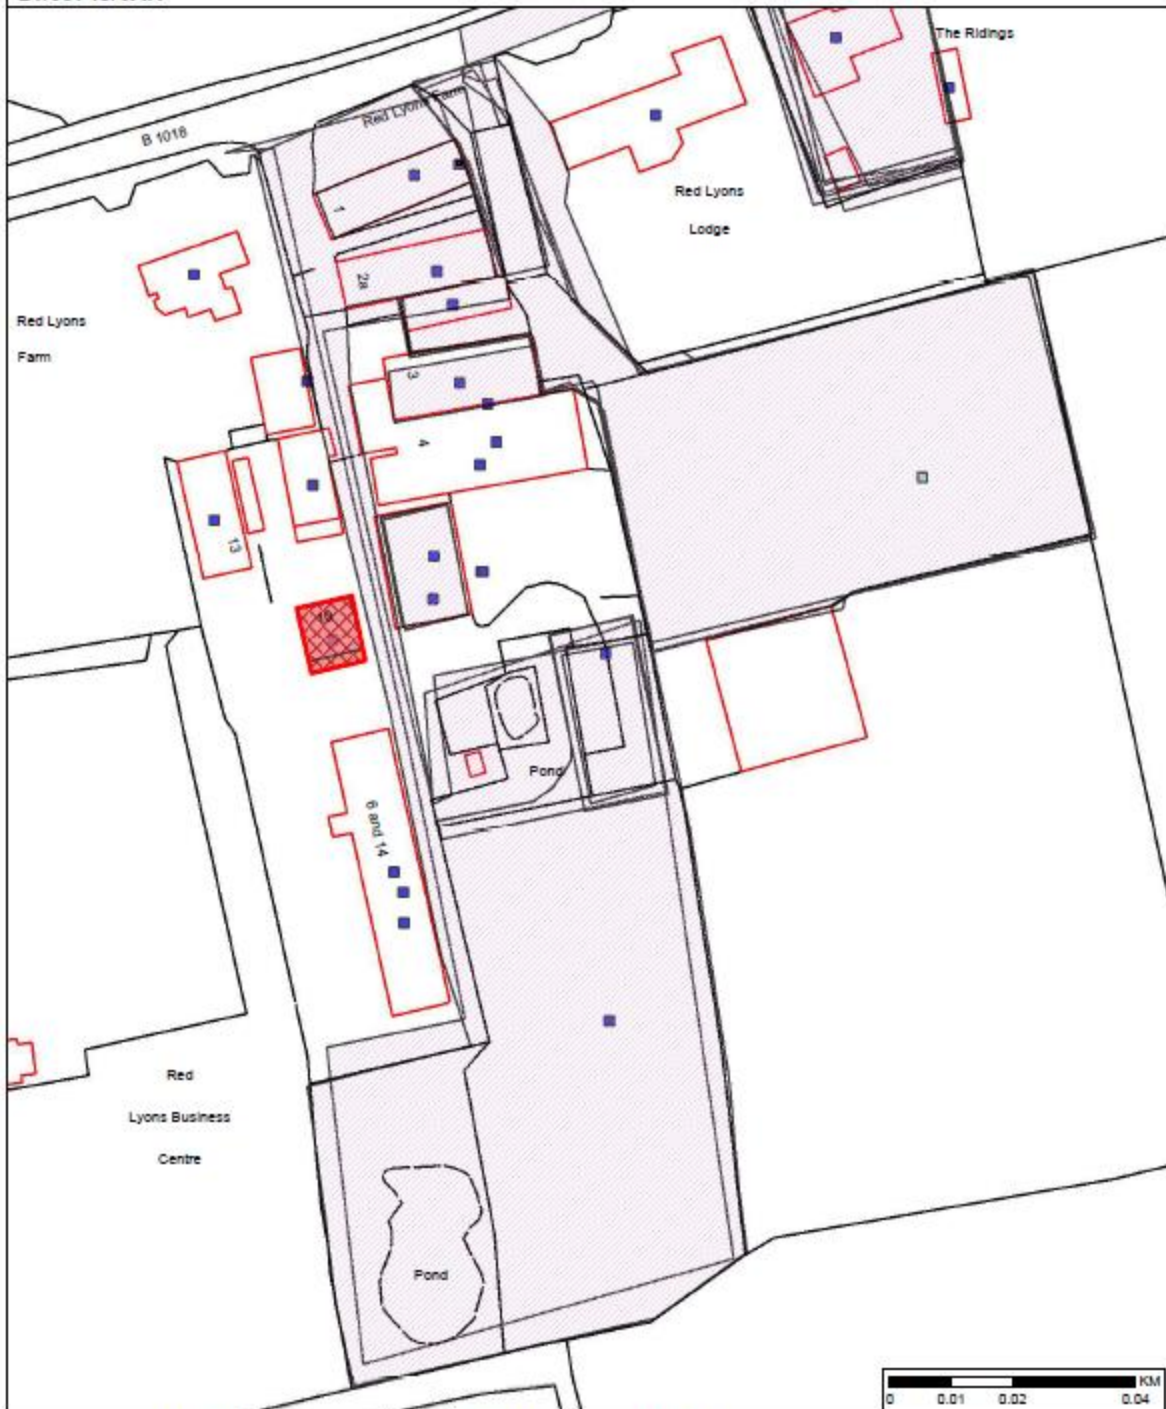 The Ridings
Red Lyons Farm
B 1018
Red Lyons
Lodge
1
2a
Red Lyons
Farm
3
4
13
Pond
6 and 14
Red
Lyons Business
Centre
Pond
KM
0 0.01 0.02 0.04